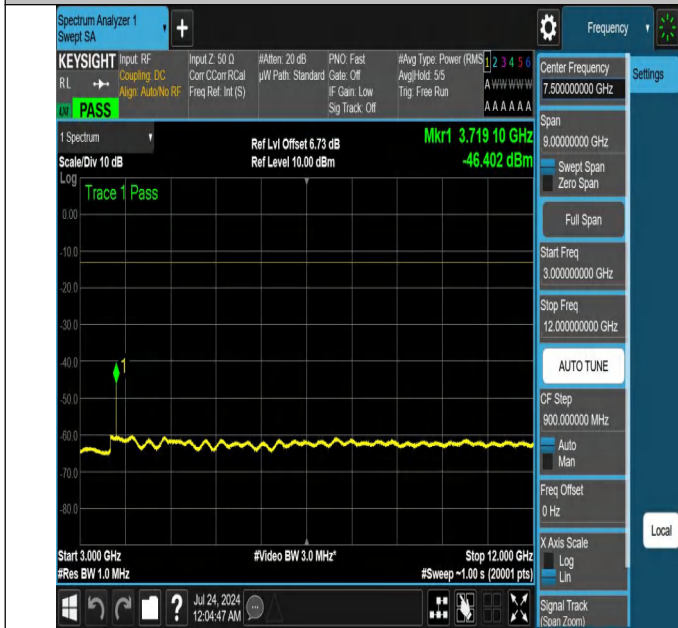 Spectrum Analyzer 1
Swept SA
+
Frequency
KEYSIGHT
RL
PASS
Input: RF
Coupling: DC
Align: Auto/No RF
Input Z: 50 Ω
Corr CCorr RCal
Freq Ref: Int (S)
#Atten: 20 dB
µW Path: Standard
PNO: Fast
Gate: Off
IF Gain: Low
Sig Track: Off
#Avg Type: Power (RMS
Avg|Hold: 5/5
Trig: Free Run
1 2 3 4 5 6
A W W W W W
A A A A A A
1 Spectrum
Scale/Div 10 dB
Log
Ref Lvl Offset 6.73 dB
Ref Level 10.00 dBm
Mkr1 3.719 10 GHz
-46.402 dBm
Trace 1 Pass
0.00
-10.0
-20.0
-30.0
-40.0
-50.0
-60.0
-70.0
-80.0
1
Start 3.000 GHz
#Res BW 1.0 MHz
#Video BW 3.0 MHz*
Stop 12.000 GHz
#Sweep ~1.00 s (20001 pts)
Center Frequency
7.500000000 GHz
Settings
Span
9.00000000 GHz
Swept Span
Zero Span
Full Span
Start Freq
3.000000000 GHz
Stop Freq
12.000000000 GHz
AUTO TUNE
CF Step
900.000000 MHz
Auto
Man
Freq Offset
0 Hz
Local
X Axis Scale
Log
Lin
Signal Track
(Span Zoom)
?
Jul 24, 2024
12:04:47 AM